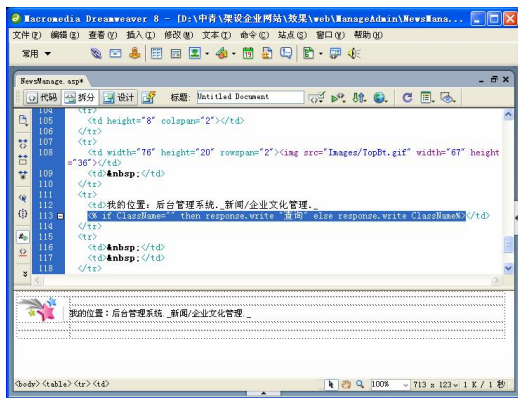 Macromedia Dreamweaver 8 - [D:\中青\架设企业网站\效果\web\ManageAdmin\NewsMana...
文件(F) 编辑(E) 查看(V) 插入(I) 修改(M) 文本(T) 命令(C) 站点(S) 窗口(W) 帮助(H)
常用
NewsManage.asp*
代码 拆分 设计 标题: Untitled Document
104 <tr>
105 <td height="8" colspan="2"></td>
106 </tr>
107 <tr>
108 <td width="76" height="20" rowspan="2"><img src="Images/TopBt.gif" width="67" height
="36"></td>
109 <td>&nbsp;</td>
110 </tr>
111 <tr>
112 <td>我的位置: 后台管理系统._新闻/企业文化管理._
113 <% if ClassName="" then response.write "查询" else response.write ClassName%></td>
114 </tr>
115 <tr>
116 <td>&nbsp;</td>
117 <td>&nbsp;</td>
118 </tr>
我的位置: 后台管理系统._新闻/企业文化管理._
<body> <table> <tr> <td> 100% 713 x 123 1 K / 1 秒